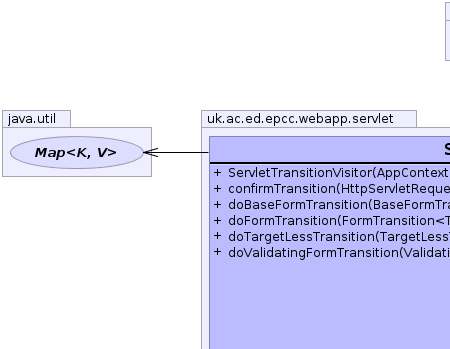 java.util
Map<K, V>
uk.ac.ed.epcc.webapp.servlet
S
+ ServletTransitionVisitor(AppContext
+ confirmTransition(HttpServletReque
+ doBaseFormTransition(BaseFormTra
+ doFormTransition(FormTransition<T
+ doTargetLessTransition(TargetLessT
+ doValidatingFormTransition(Validati